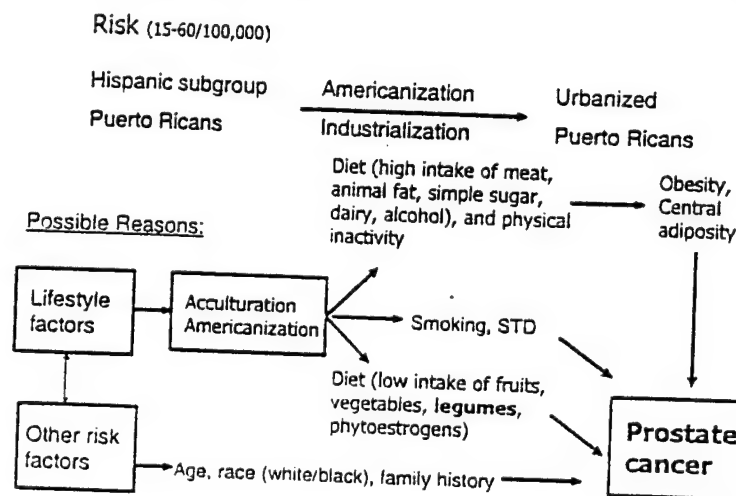 Risk (15-60/100,000)
Hispanic subgroup
Puerto Ricans
Americanization
Industrialization
Urbanized
Puerto Ricans
Possible Reasons:
Diet (high intake of meat,
animal fat, simple sugar,
dairy, alcohol), and physical
inactivity
Obesity,
Central
adiposity
Lifestyle
factors
Acculturation
Americanization
Smoking, STD
Diet (low intake of fruits,
vegetables, legumes,
phytoestrogens)
Other risk
factors
Age, race (white/black), family history
Prostate
cancer